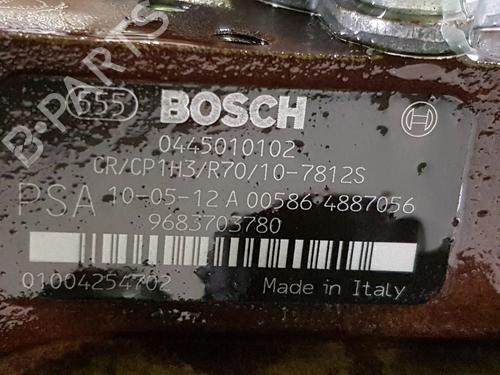 655 BOSCH
0445010102
CR/CP1H3/R70/10-7812S
PSA 10-05-12 A 00586 4887056
9683703780
01004254702 Made in Italy
B-PARTS